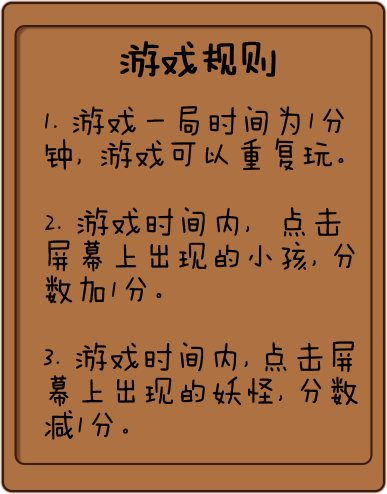 游戏规则
1. 游戏一局时间为1分
钟, 游戏可以重复玩。
2. 游戏时间内, 点击
屏幕上出现的小孩, 分
数加1分。
3. 游戏时间内, 点击屏
幕上出现的妖怪, 分数
减1分。